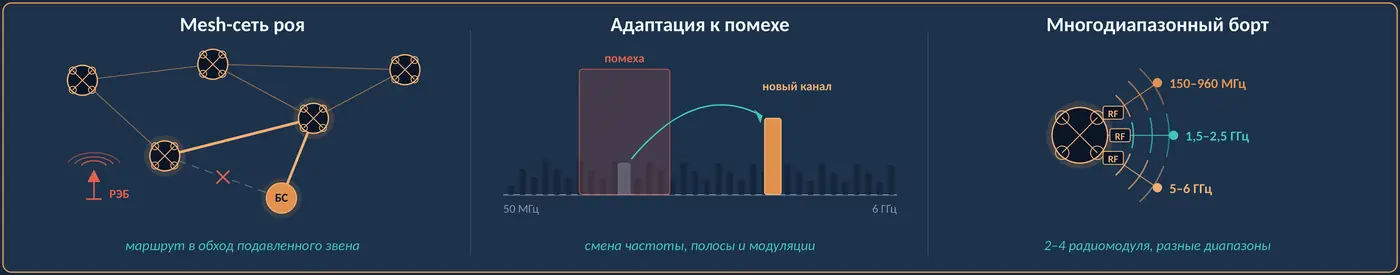 Mesh-сеть роя
РЭБ
БС
маршрут в обход подавленного звена
Адаптация к помехе
помеха
новый канал
50 МГц
6 ГГц
смена частоты, полосы и модуляции
Многодиапазонный борт
RF
150–960 МГц
RF
1,5–2,5 ГГц
RF
5–6 ГГц
2–4 радиомодуля, разные диапазоны